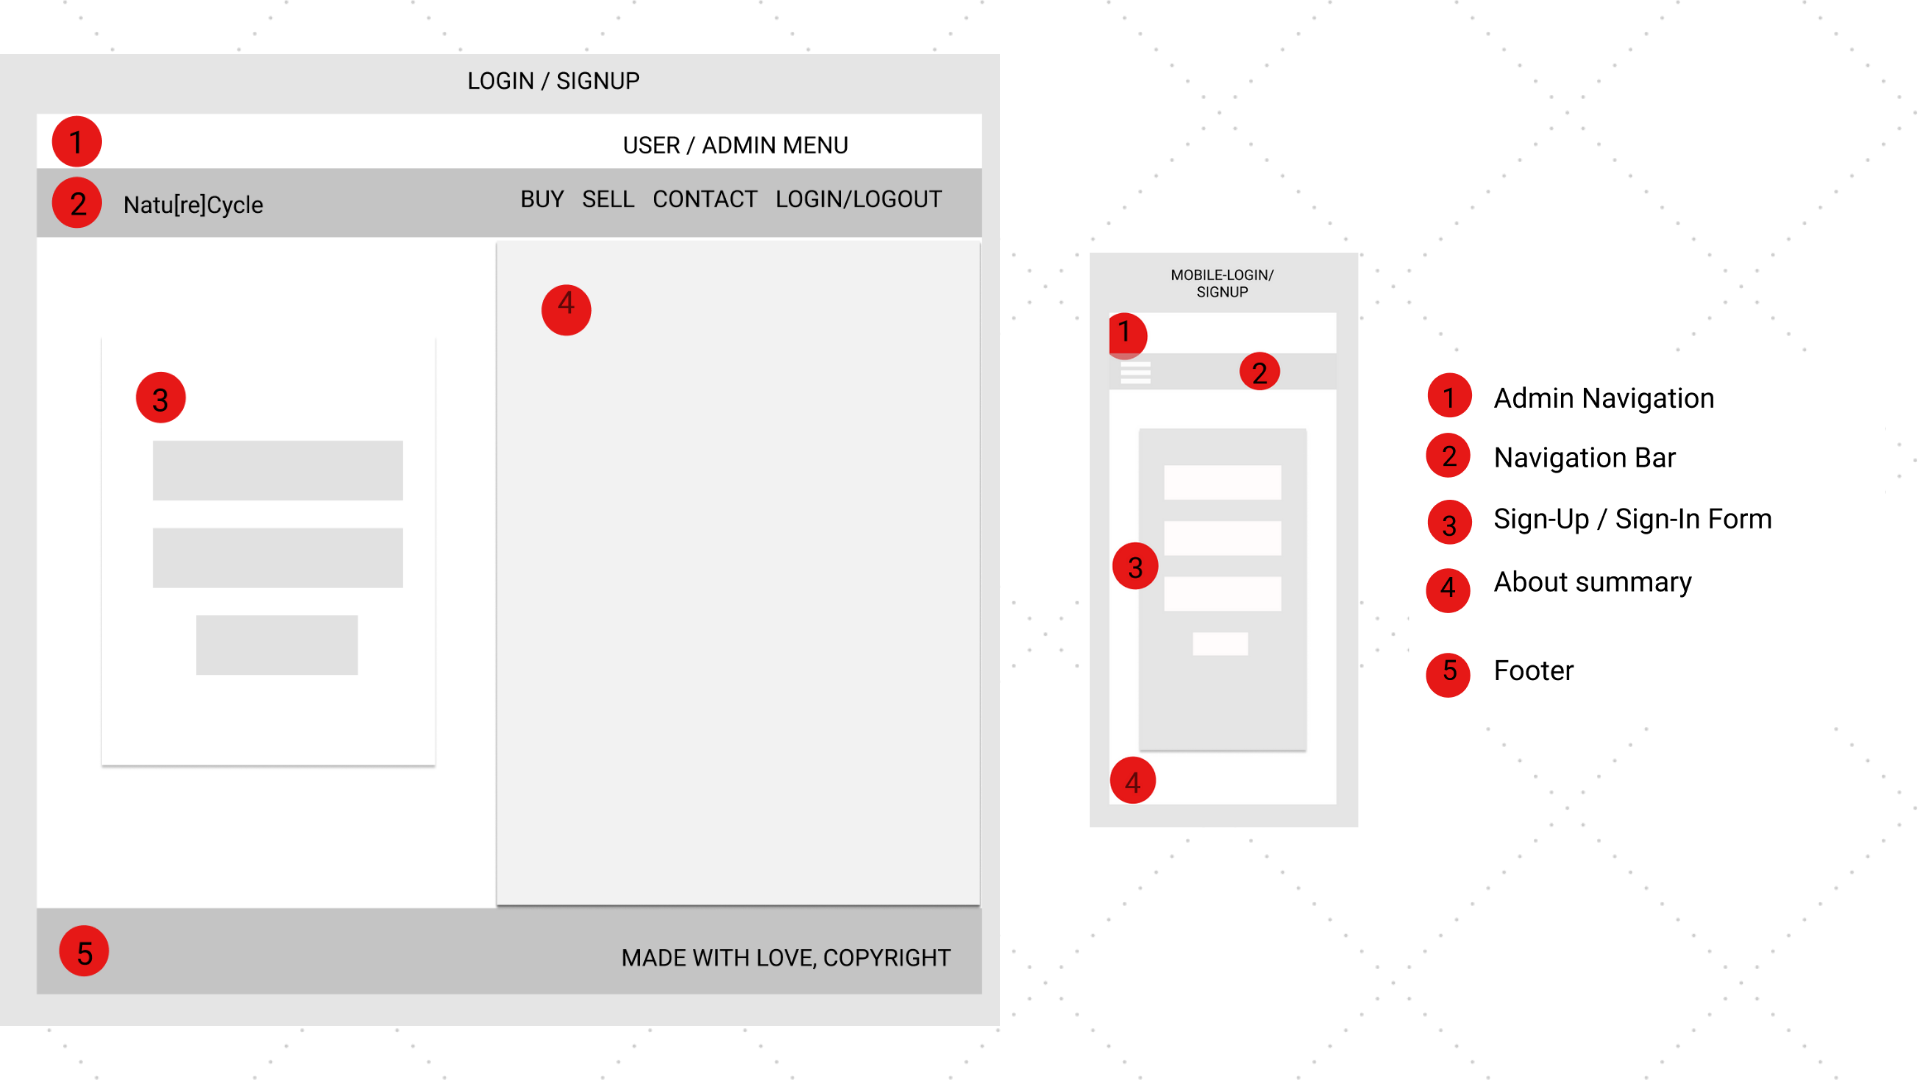 LOGIN / SIGNUP
1
USER / ADMIN MENU
2
Natu[re]Cycle
BUY SELL CONTACT LOGIN/LOGOUT
3
4
5
MADE WITH LOVE, COPYRIGHT
MOBILE-LOGIN/
SIGNUP
1
2
3
4
1 Admin Navigation
2 Navigation Bar
3 Sign-Up / Sign-In Form
4 About summary
5 Footer